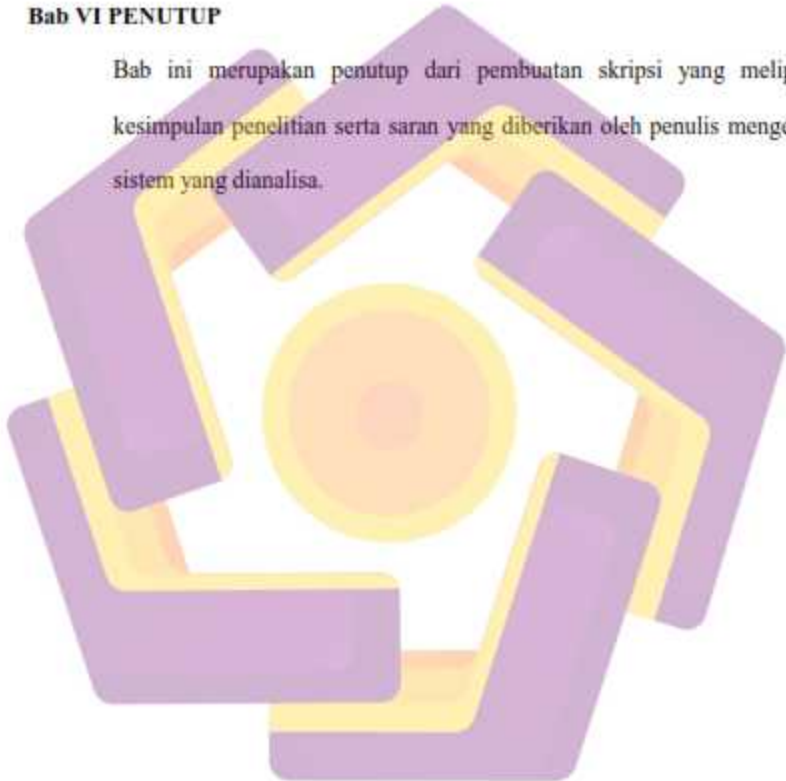 Bab VI PENUTUP
Bab ini merupakan penutup dari pembuatan skripsi yang
kesimpulan penelitian serta saran yang diberikan oleh penulis
sistem yang dianalisa.